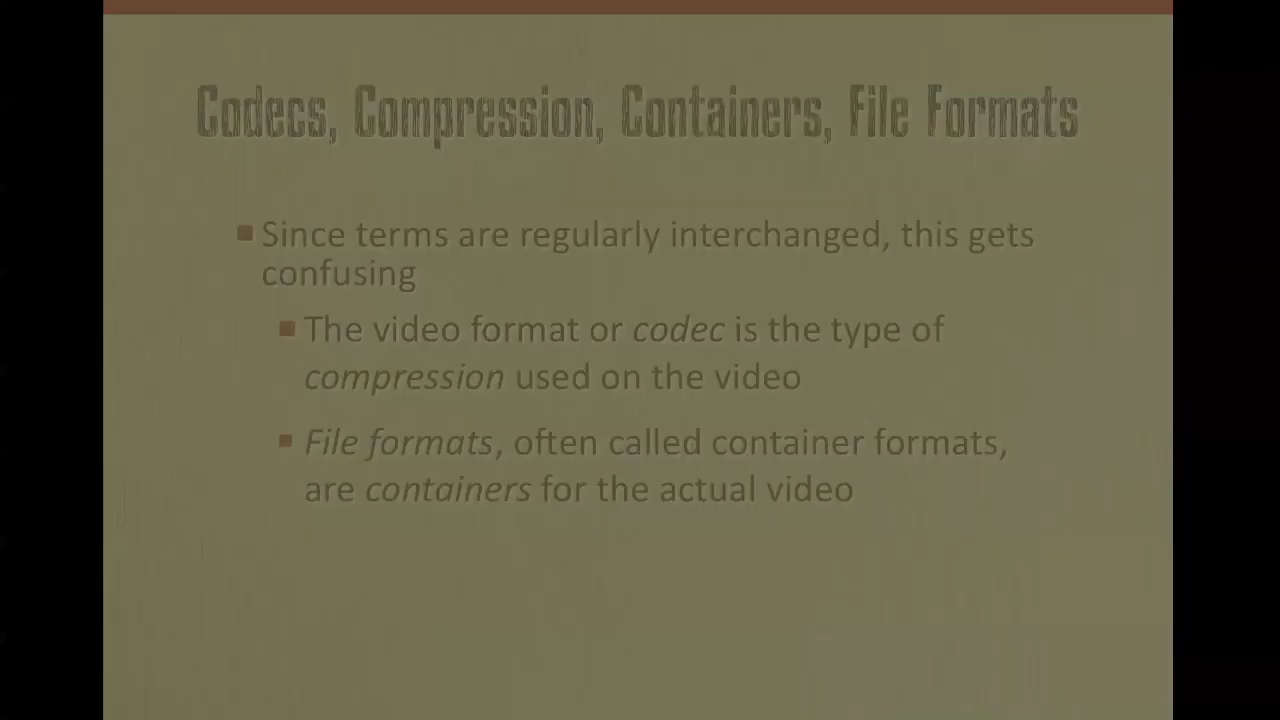 Codecs, Compression, Containers, File Formats
Since terms are regularly interchanged, this gets
confusing
The video format or codec is the type of
compression used on the video
File formats, often called container formats,
are containers for the actual video